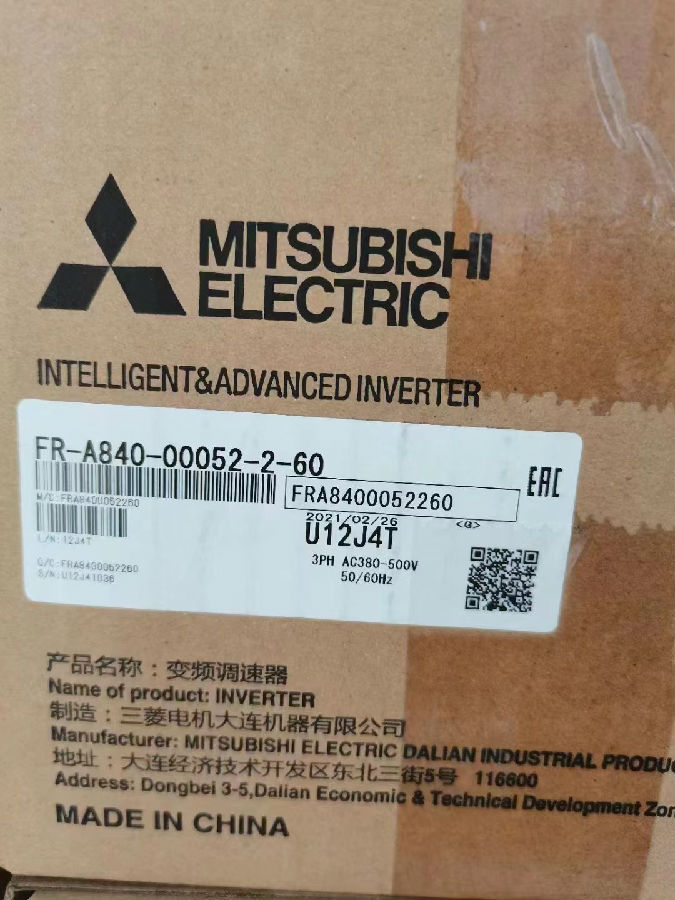 MITSUBISHI
ELECTRIC
INTELLIGENT&ADVANCED INVERTER
FR-A840-00052-2-60
EAC
M/C:FRA8400052260
FRA8400052260
2021/02/26
<G>
U12J4T
L/N:12J4T
3PH AC380-500V
50/60Hz
C/C:FRA8400052260
S/N:U12J4T036
产品名称：变频调速器
Name of product: INVERTER
制造：三菱电机大连机器有限公司
Manufacturer: MITSUBISHI ELECTRIC DALIAN INDUSTRIAL PRODU
地址：大连经济技术开发区东北三街5号 116600
Address: Dongbei 3-5,Dalian Economic & Technical Development Zon
MADE IN CHINA